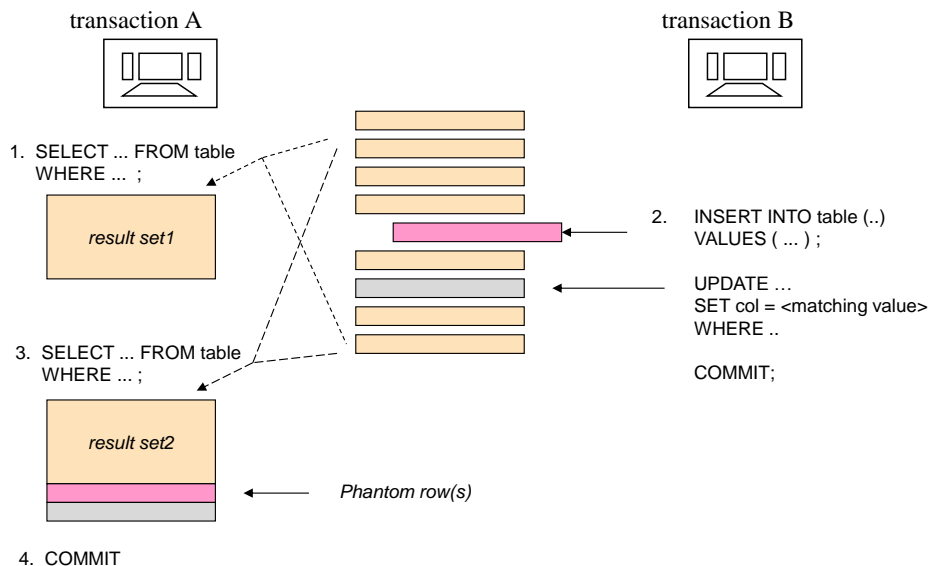 transaction A
transaction B
1. SELECT ... FROM table
WHERE ... ;
result set1
2. INSERT INTO table (..)
VALUES ( ... ) ;
UPDATE ...
SET col = <matching value>
WHERE ..
COMMIT;
3. SELECT ... FROM table
WHERE ... ;
result set2
Phantom row(s)
4. COMMIT